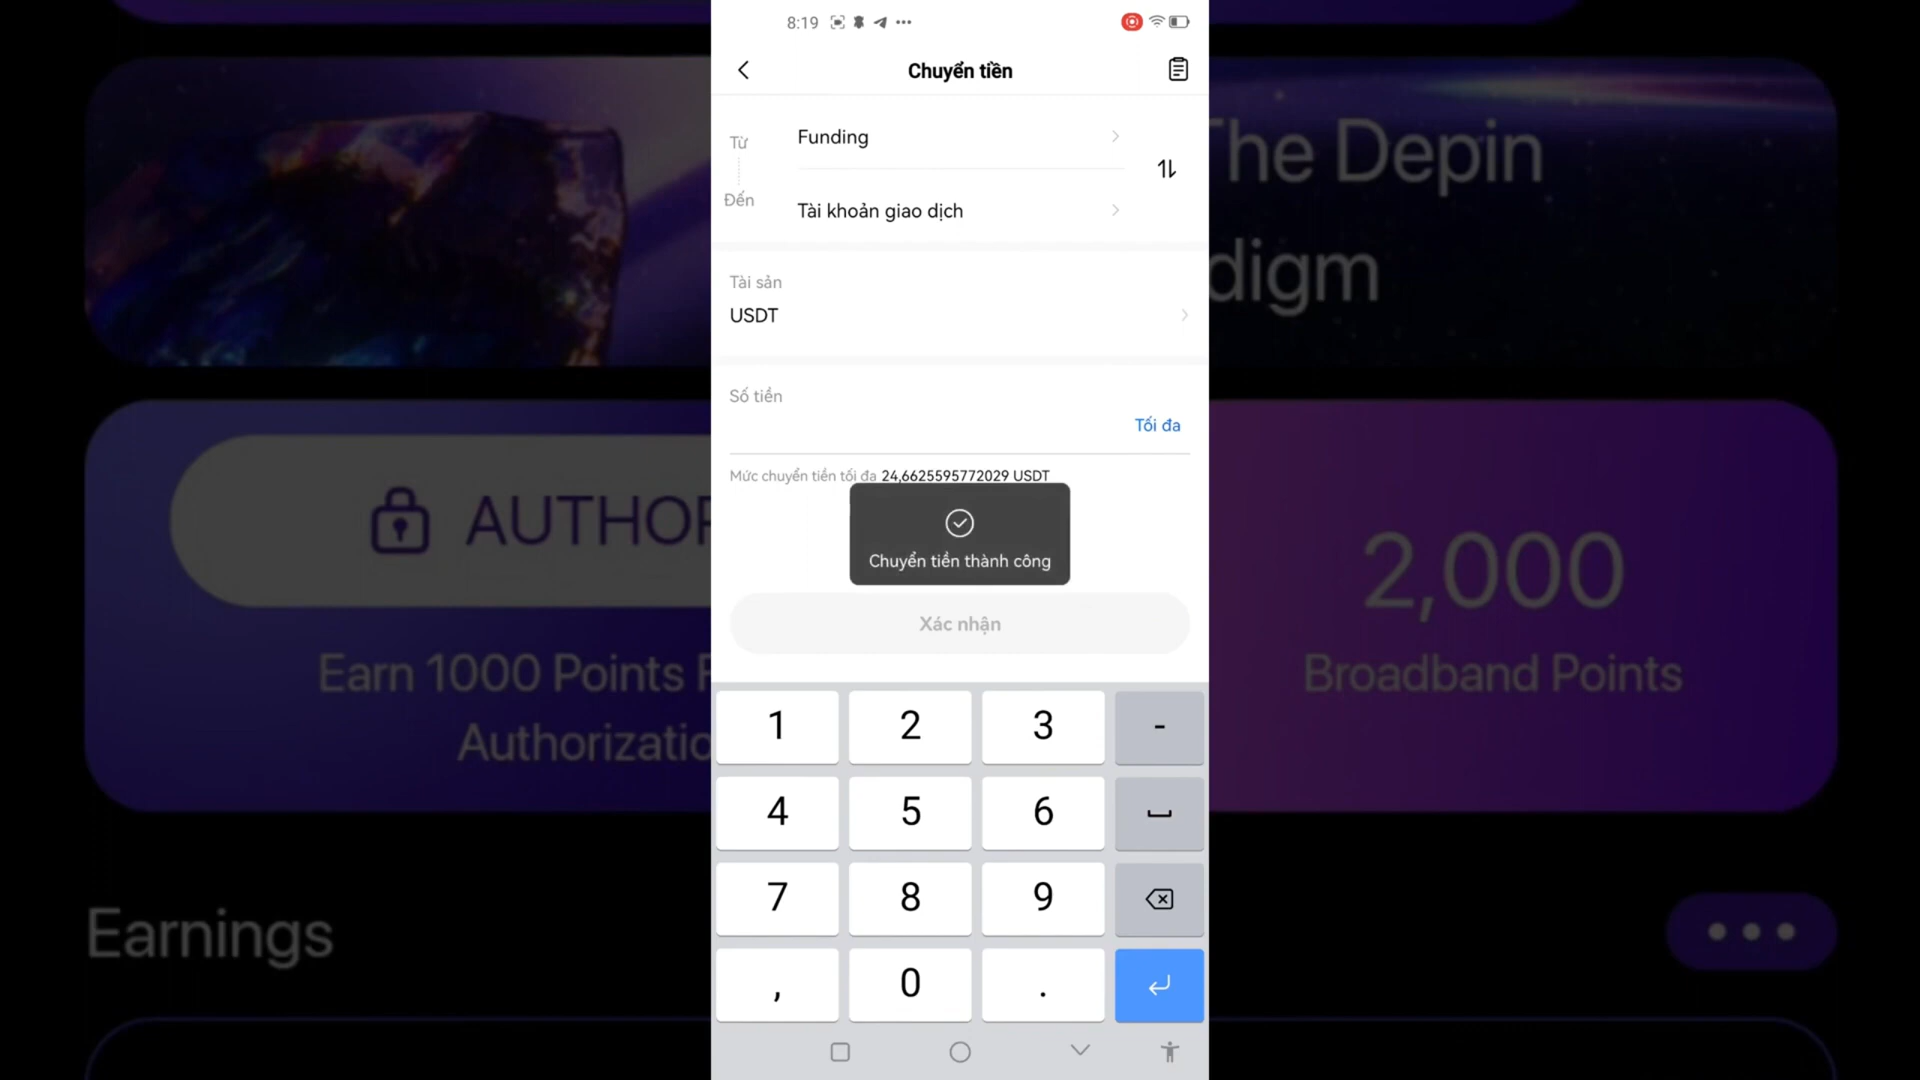 8:19
Chuyển tiền
Từ
Funding
Đến
Tài khoản giao dịch
Tài sản
USDT
Số tiền
Tối đa
Mức chuyển tiền tối đa 24,6625595772029 USDT
Chuyển tiền thành công
Xác nhận
1 2 3 -
4 5 6
7 8 9
, 0 .
The Depin
digm
AUTHOR
Earn 1000 Points
Authorizatio
2,000
Broadband Points
Earnings